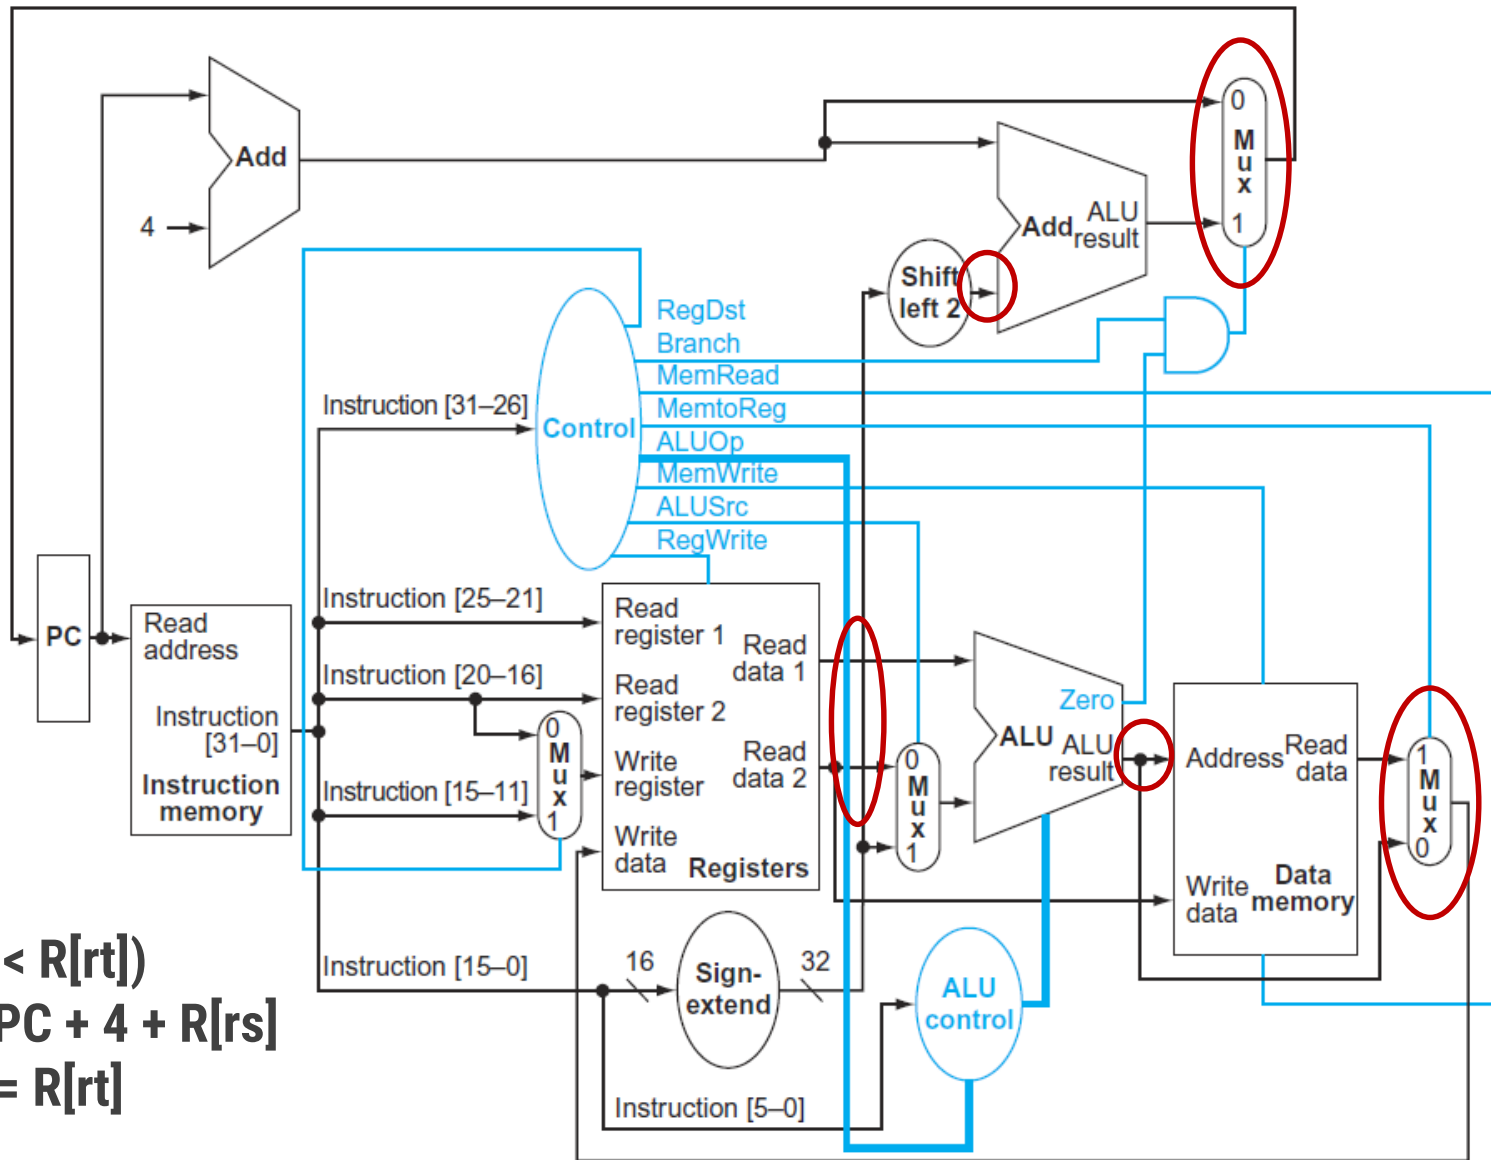 Add
4
0
M
u
x
1
Add
ALU
result
Shift
left 2
RegDst
Branch
MemRead
MemtoReg
ALUOp
MemWrite
ALUSrc
RegWrite
Control
Instruction [31–26]
Instruction [25–21]
Instruction [20–16]
Instruction [15–11]
Instruction [15–0]
Instruction [5–0]
PC
Read
address
Instruction
[31–0]
Instruction
memory
0
M
u
x
1
Read
register 1
Read
register 2
Write
register
Write
data
Read
data 1
Read
data 2
Registers
0
M
u
x
1
Zero
ALU
ALU
result
Address
Read
data
Write
data
Data
memory
1
M
u
x
0
16
Sign-
extend
32
ALU
control
< R[rt])
PC + 4 + R[rs]
= R[rt]